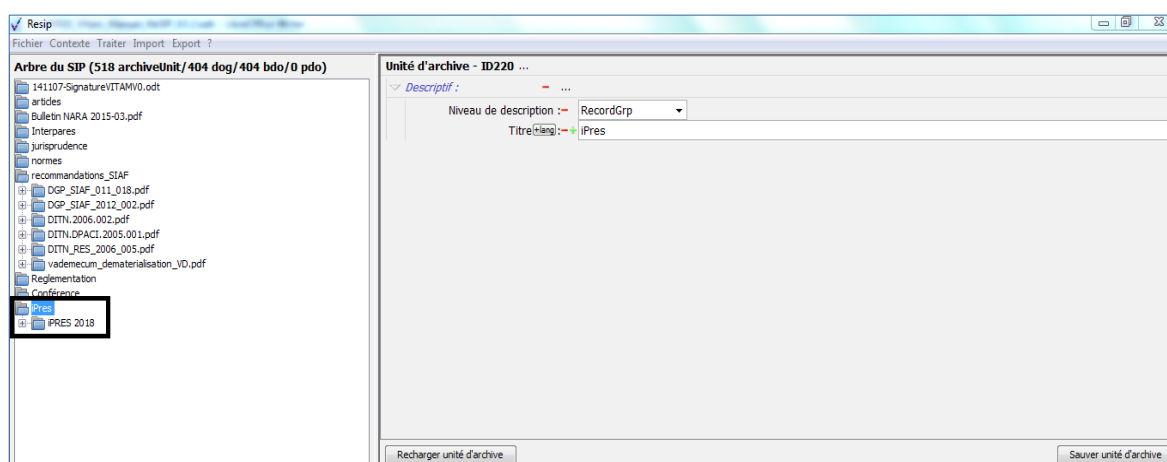 Resip
Fichier Contexte Traiter Import Export ?
Arbre du SIP (518 archiveUnit/404 dog/404 bdo/0 pdo)
141107-SignatureVITAMV0.odt
articles
Bulletin NARA 2015-03.pdf
Interpares
jurisprudence
normes
recommandations_SIAF
DGP_SIAF_011_018.pdf
DGP_SIAF_2012_002.pdf
DITN.2006.002.pdf
DITN.DPACI.2005.001.pdf
DITN_RES_2006_005.pdf
vademecum_dematerialisation_VD.pdf
Reglementation
Conférence
iPres
iPRES 2018
Unité d'archive - ID220 ...
Descriptif : - ...
Niveau de description :- RecordGrp
Titre +lang :-+ iPres
Recharger unité d'archive
Sauver unité d'archive